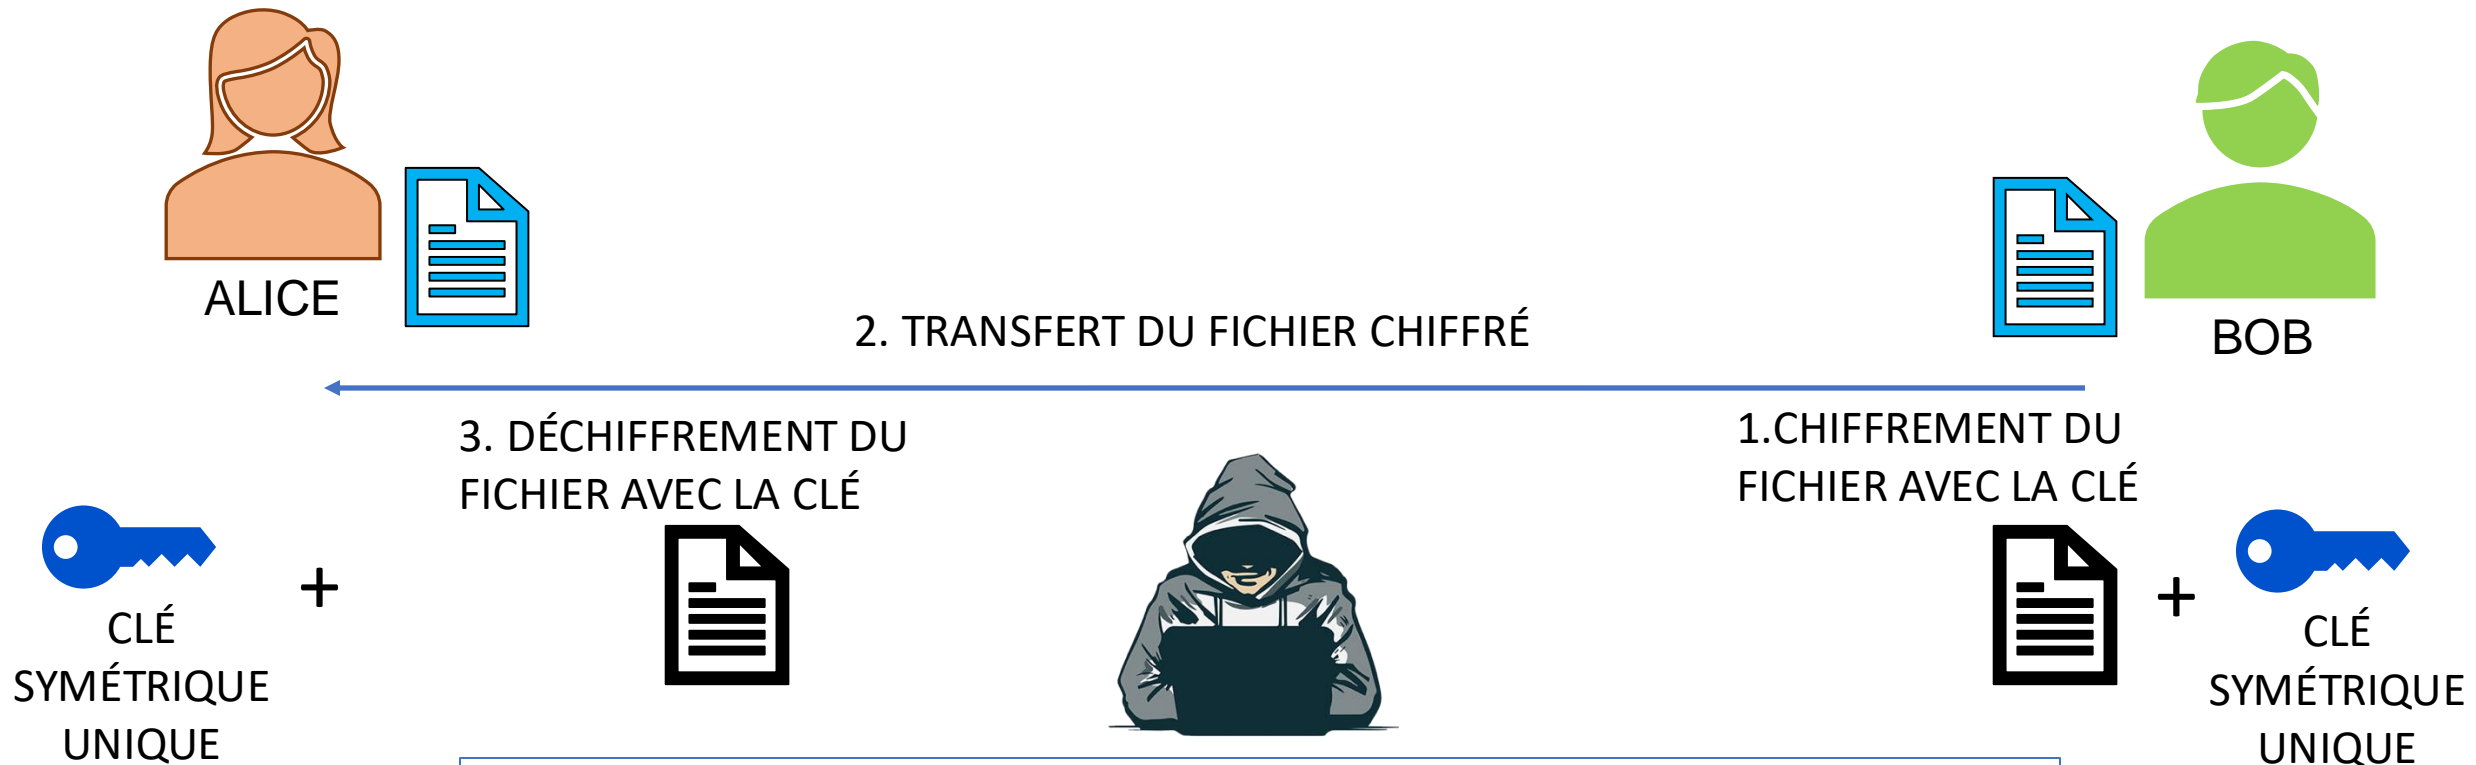 ALICE
BOB
2. TRANSFERT DU FICHIER CHIFFRÉ
3. DÉCHIFFREMENT DU
FICHIER AVEC LA CLÉ
1.CHIFFREMENT DU
FICHIER AVEC LA CLÉ
+
CLÉ
SYMÉTRIQUE
UNIQUE
+
CLÉ
SYMÉTRIQUE
UNIQUE